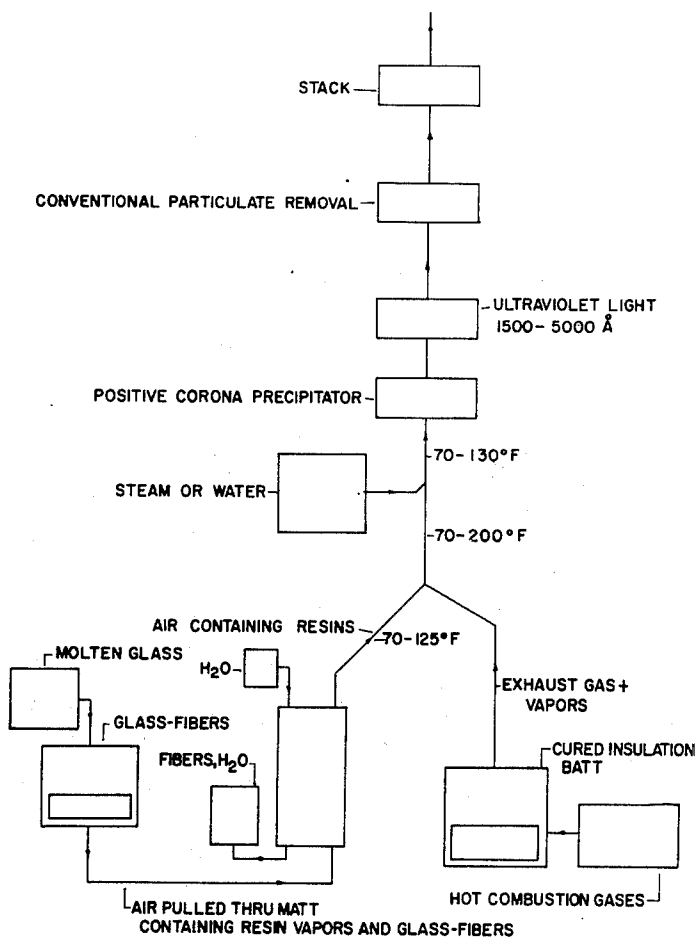 STACK
CONVENTIONAL PARTICULATE REMOVAL
ULTRAVIOLET LIGHT
1500-5000 Å
POSITIVE CORONA PRECIPITATOR
70-130°F
STEAM OR WATER
70-200°F
AIR CONTAINING RESINS
70-125°F
MOLTEN GLASS
H2O
EXHAUST GAS+
VAPORS
GLASS-FIBERS
FIBERS, H2O
CURED INSULATION
BATT
HOT COMBUSTION GASES
AIR PULLED THRU MATT
CONTAINING RESIN VAPORS AND GLASS-FIBERS